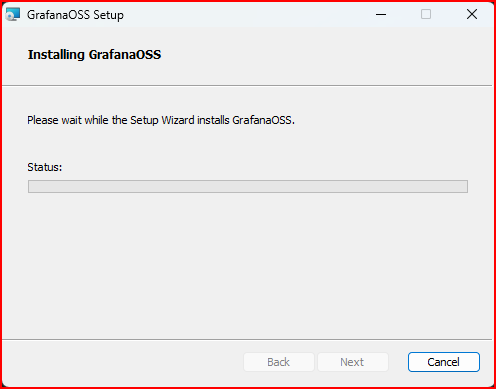 GrafanaOSS Setup
Installing GrafanaOSS
Please wait while the Setup Wizard installs GrafanaOSS.
Status:
Back Next Cancel